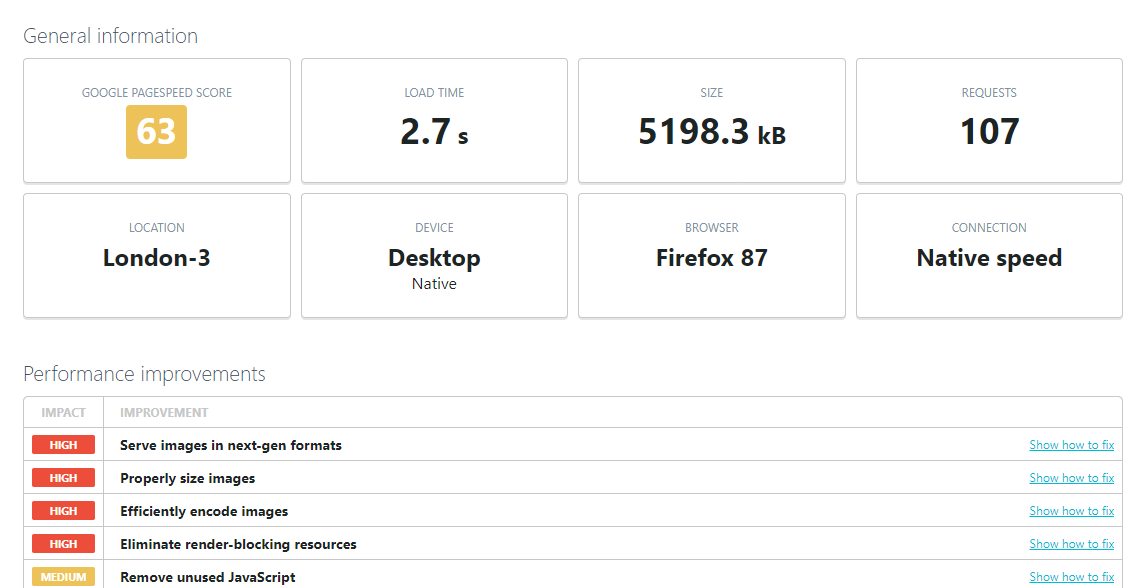 General information
GOOGLE PAGESPEED SCORE
63
LOAD TIME
2.7 s
SIZE
5198.3 kB
REQUESTS
107
LOCATION
London-3
DEVICE
Desktop
Native
BROWSER
Firefox 87
CONNECTION
Native speed
Performance improvements
IMPACT IMPROVEMENT
HIGH Serve images in next-gen formats Show how to fix
HIGH Properly size images Show how to fix
HIGH Efficiently encode images Show how to fix
HIGH Eliminate render-blocking resources Show how to fix
MEDIUM Remove unused JavaScript Show how to fix